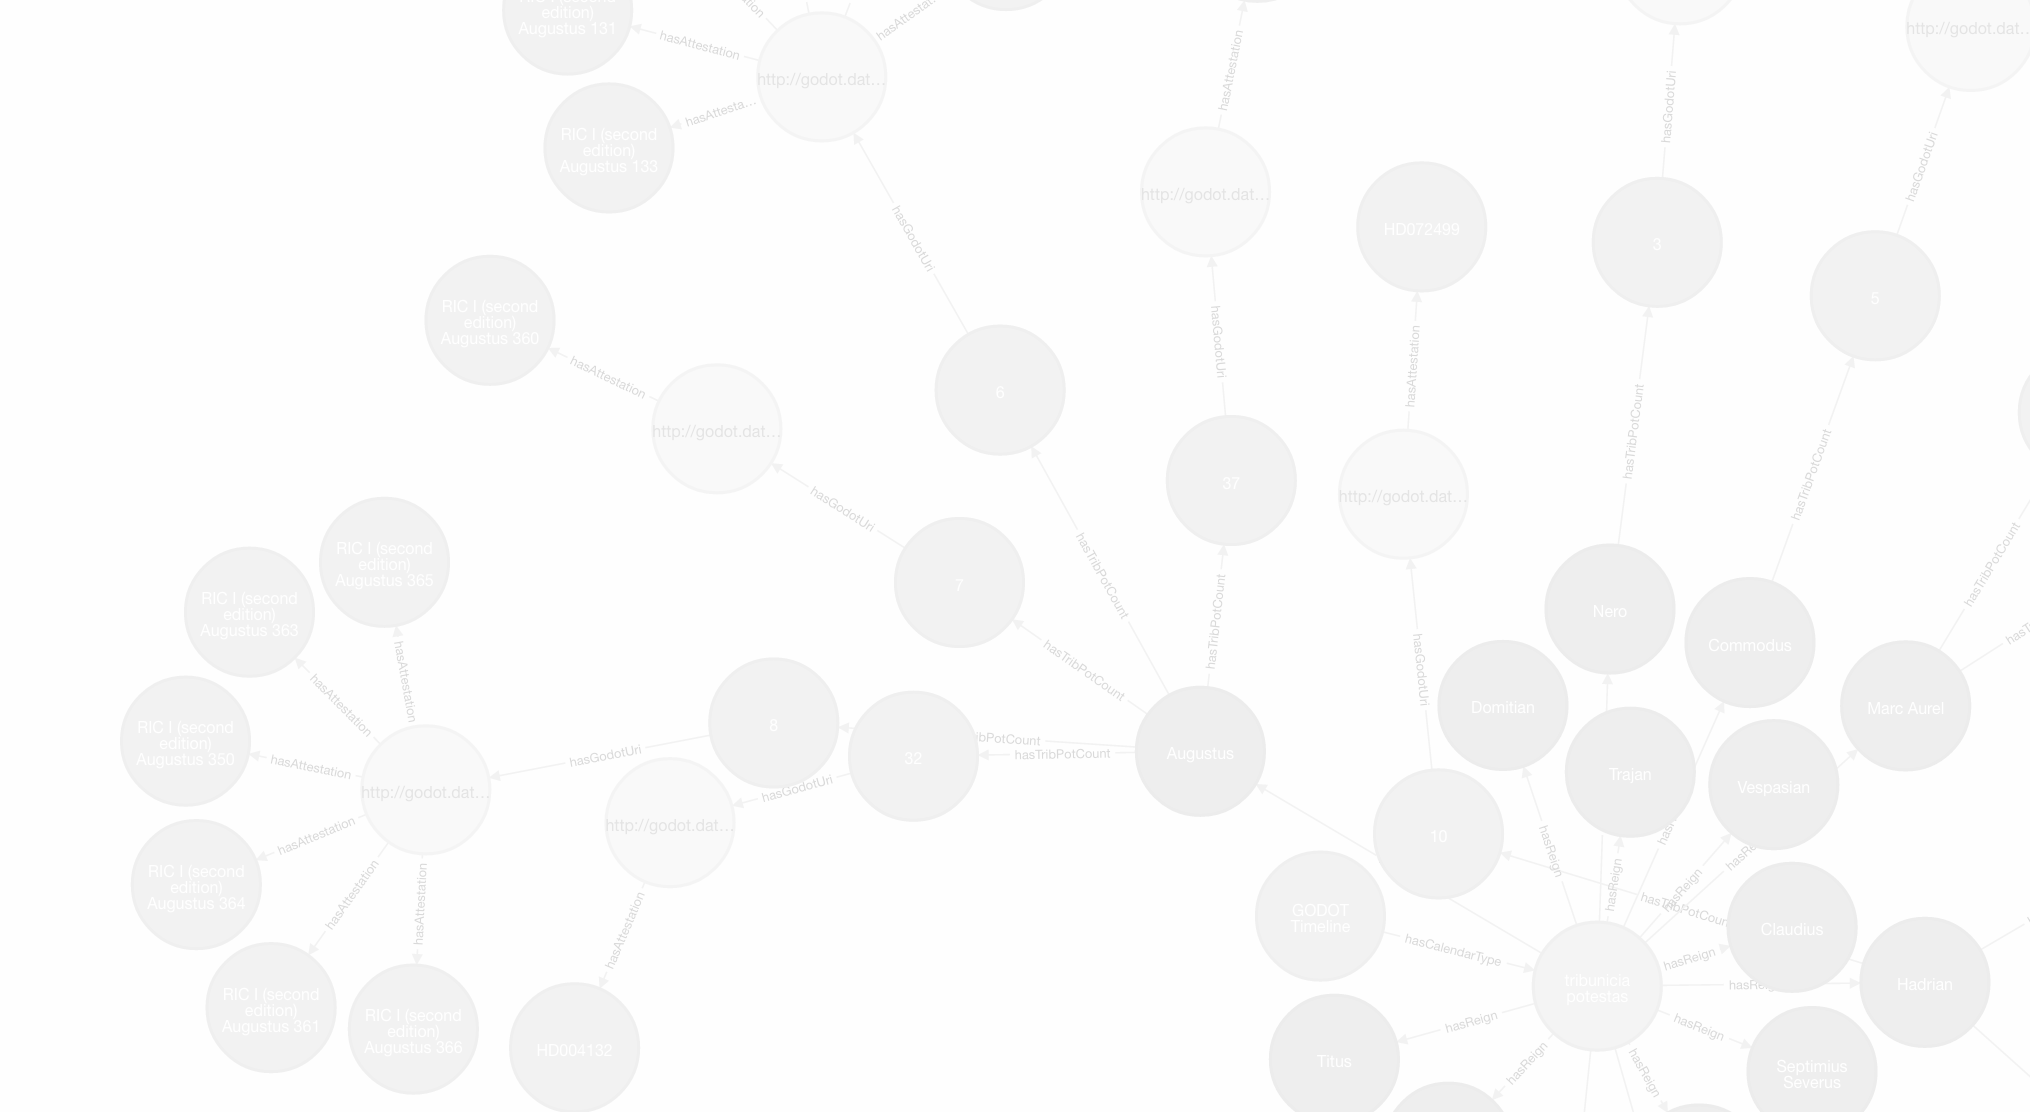 edition)
Augustus 131
hasAttestation
http://godot.dat...
hasAttesta...
RIC I (second
edition)
Augustus 133
hasAttestation
http://godot.dat...
hasGodotUri
http://godot.dat...
hasGodotUri
hasGodotUri
HD072499
3
5
RIC I (second
edition)
Augustus 360
hasAttestation
http://godot.dat...
6
hasGodotUri
hasAttestation
hasTribPotCount
hasTribPotCount
37
http://godot.dat...
hasGodotUri
7
hasTribPotCount
hasTribPotCount
RIC I (second
edition)
Augustus 365
RIC I (second
edition)
Augustus 363
hasTribPotCount
hasTribPotCount
hasGodotUri
Nero
Commodus
hasAttestation
hasAttestation
RIC I (second
edition)
Augustus 350
hasAttestation
http://godot.dat...
hasGodotUri
8
32
ibPotCount
hasTribPotCount
Augustus
Domitian
Marc Aurel
Trajan
Vespasian
hasGodotUri
http://godot.dat...
10
RIC I (second
edition)
Augustus 364
hasAttestation
hasAttestation
hasAttestation
hasAttestation
hasReign
hasReign
hasReign
GODOT
Timeline
hasCalendarType
tribunicia
potestas
hasReign
Claudius
Hadrian
RIC I (second
edition)
Augustus 361
RIC I (second
edition)
Augustus 366
HD004132
hasReign
Titus
hasReign
hasReign
hasReign
Septimius
Severus